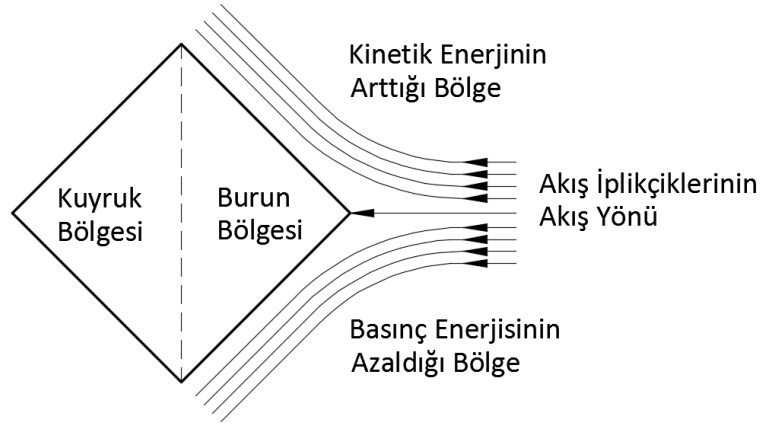 Kinetik Enerjinin
Arttığı Bölge
Kuyruk
Bölgesi
Burun
Bölgesi
Akış İplikçiklerinin
Akış Yönü
Basınç Enerjisinin
Azaldığı Bölge